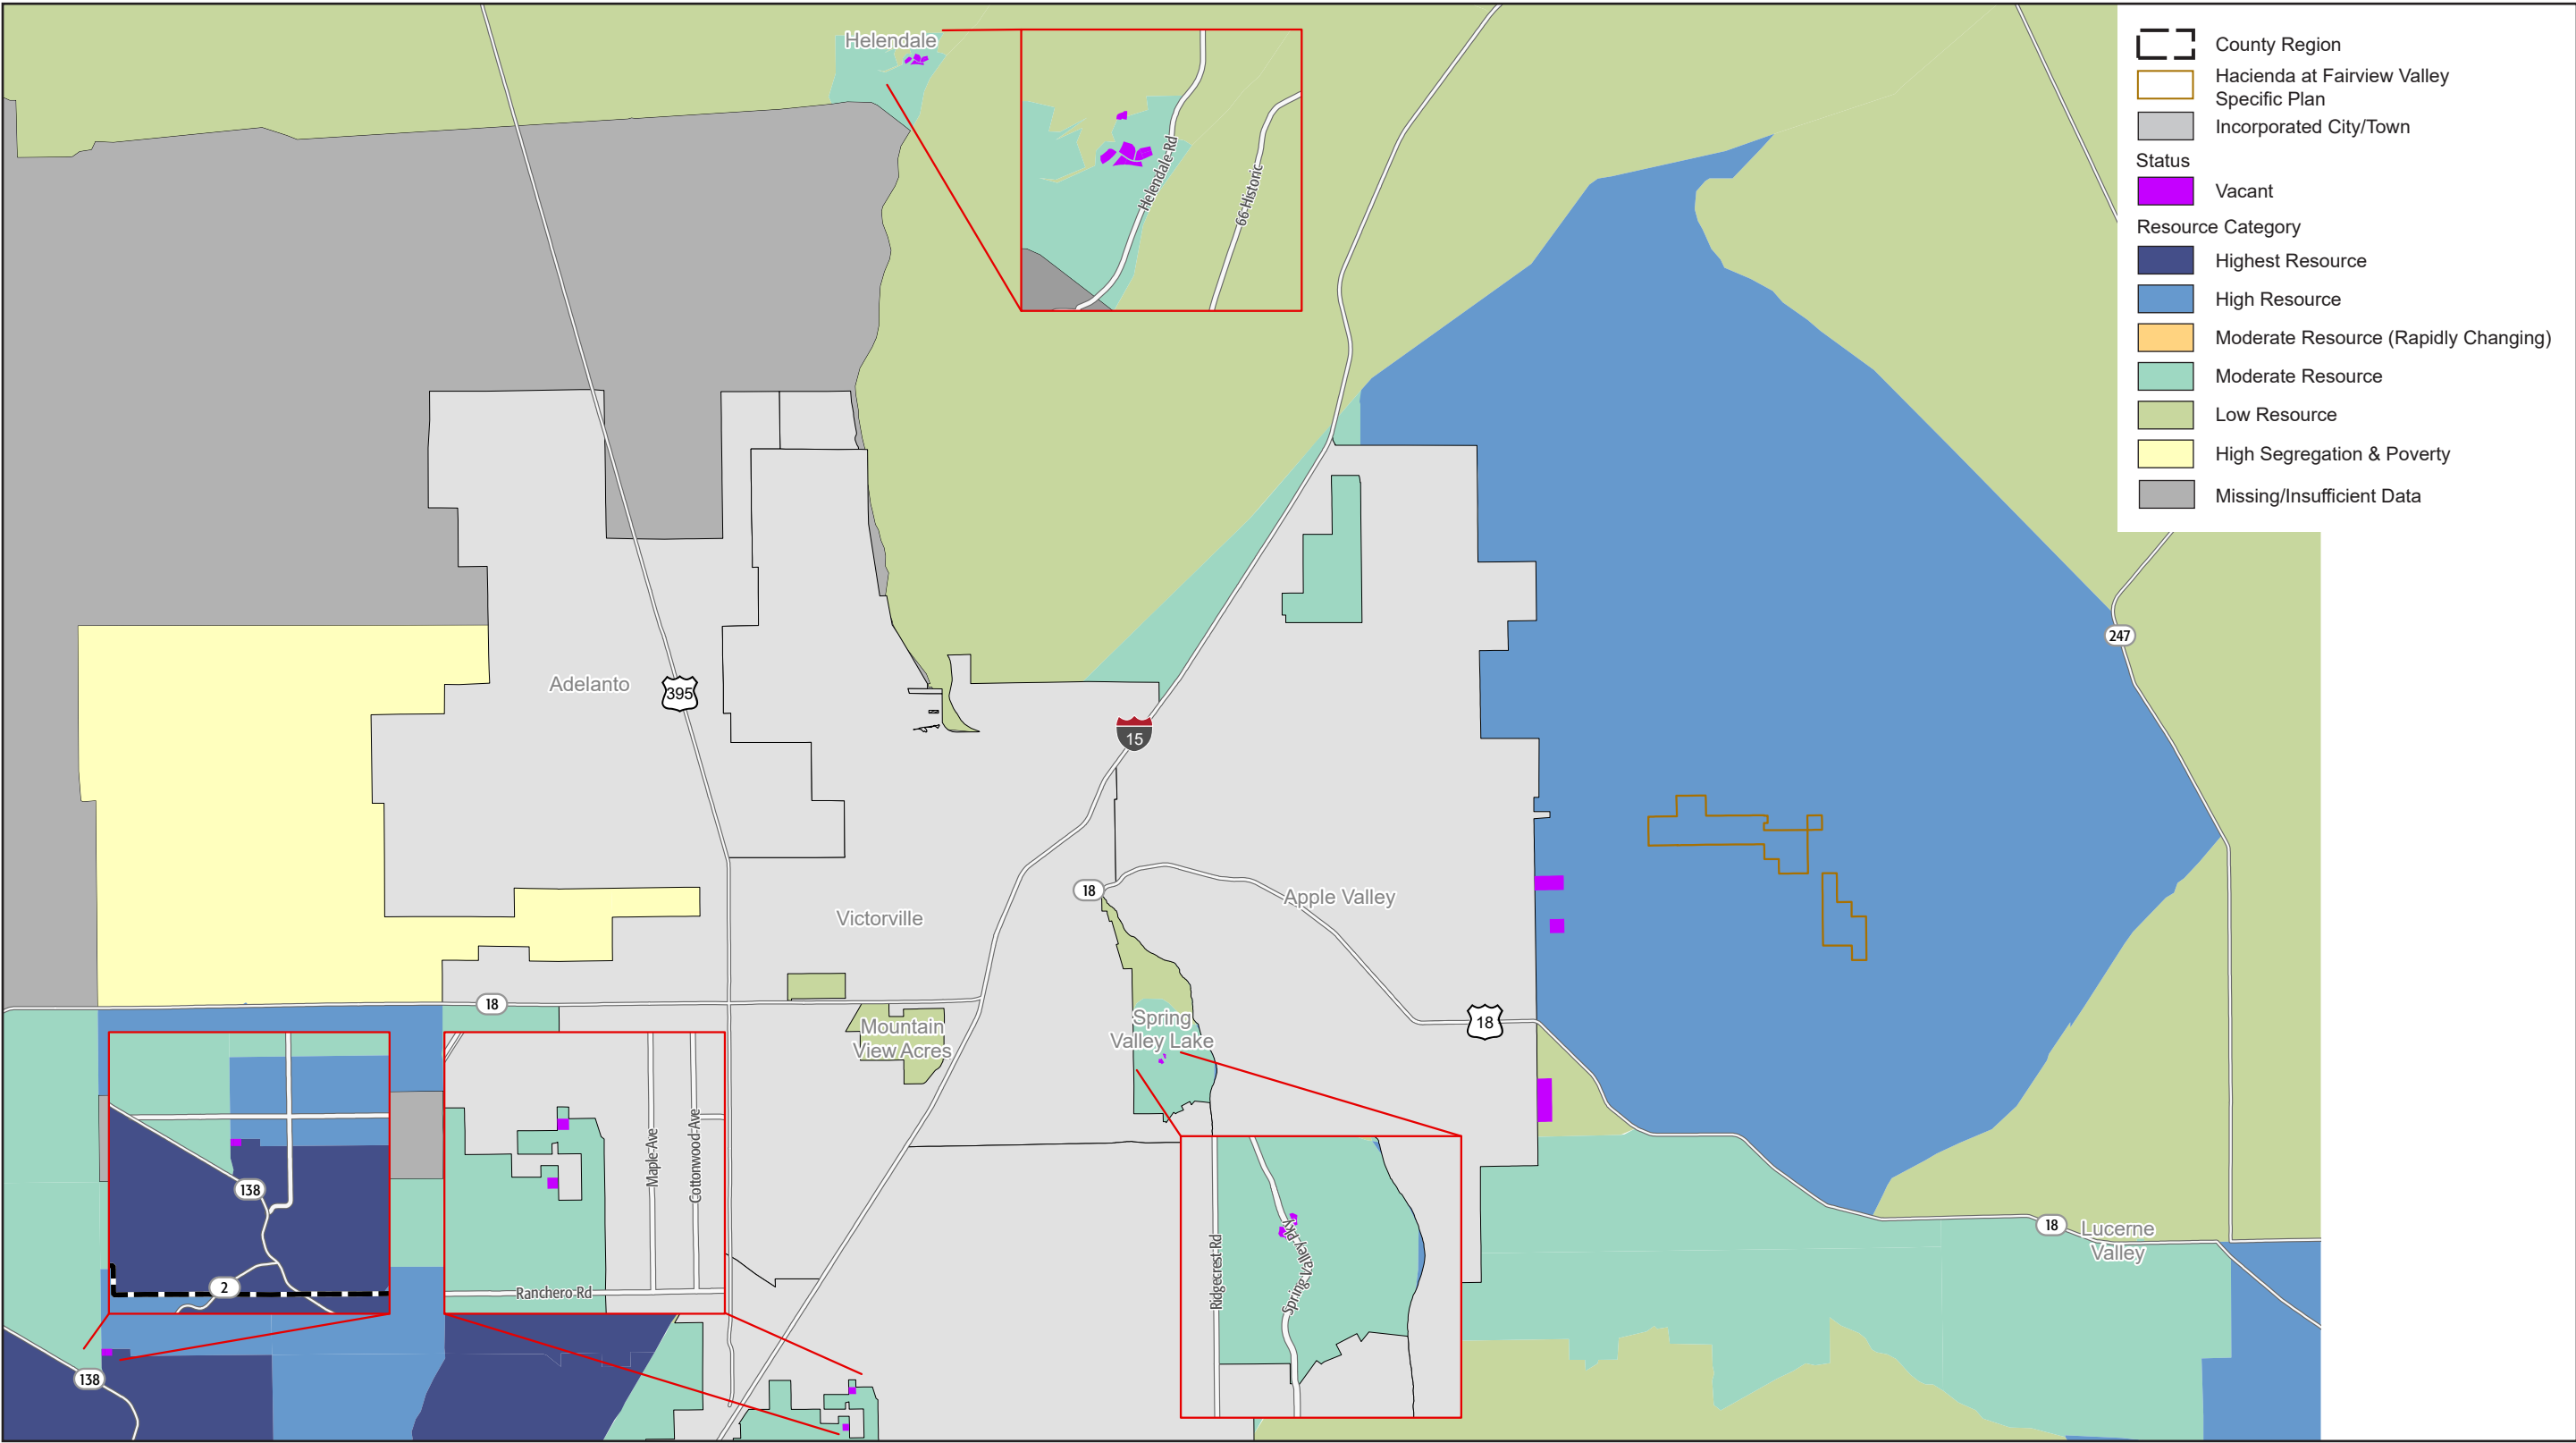 Helendale
Helendale Rd
66 Historic
County Region
Hacienda at Fairview Valley
Specific Plan
Incorporated City/Town
Status
Vacant
Resource Category
Highest Resource
High Resource
Moderate Resource (Rapidly Changing)
Moderate Resource
Low Resource
High Segregation & Poverty
Missing/Insufficient Data
247
Adelanto
395
15
18
Apple Valley
Victorville
18
Mountain
View Acres
Spring
Valley Lake
18
138
2
Maple Ave
Cottonwood Ave
Ranchero Rd
Ridgecrest Rd
Spring Valley Pky
18
Lucerne
Valley
138